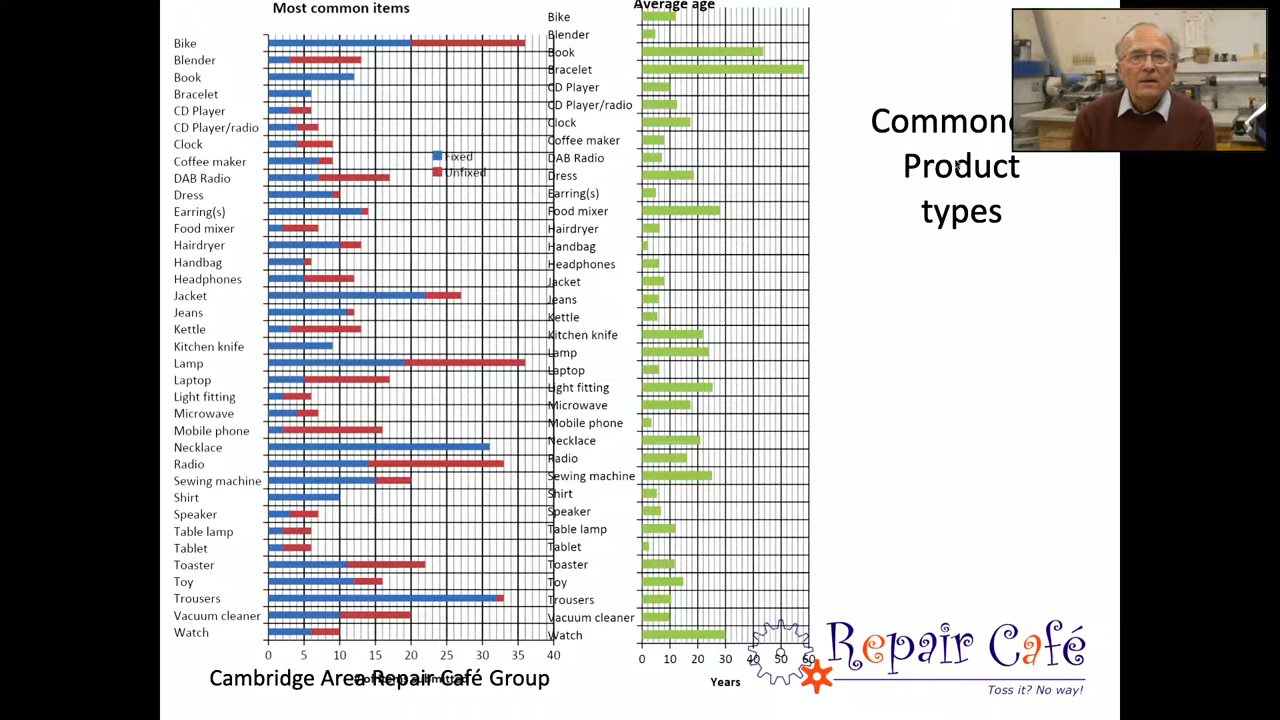 Most common items
Bike
Blender
Book
Bracelet
CD Player
CD Player/radio
Clock
Coffee maker
DAB Radio
Dress
Earring(s)
Food mixer
Hairdryer
Handbag
Headphones
Jacket
Jeans
Kettle
Kitchen knife
Lamp
Laptop
Light fitting
Microwave
Mobile phone
Necklace
Radio
Sewing machine
Shirt
Speaker
Table lamp
Tablet
Toaster
Toy
Trousers
Vacuum cleaner
Watch
Fixed
Unfixed
0 5 10 15 20 25 30 35 40
Cambridge Area Repair Café Group
Average age
Bike
Blender
Book
Bracelet
CD Player
CD Player/radio
Clock
Coffee maker
DAB Radio
Dress
Earring(s)
Food mixer
Hairdryer
Handbag
Headphones
Jacket
Jeans
Kettle
Kitchen knife
Lamp
Laptop
Light fitting
Microwave
Mobile phone
Necklace
Radio
Sewing machine
Shirt
Speaker
Table lamp
Tablet
Toaster
Toy
Trousers
Vacuum cleaner
Watch
0 10 20 30 40 50 60
Years
Product
types
Repair Café
Toss it? No way!